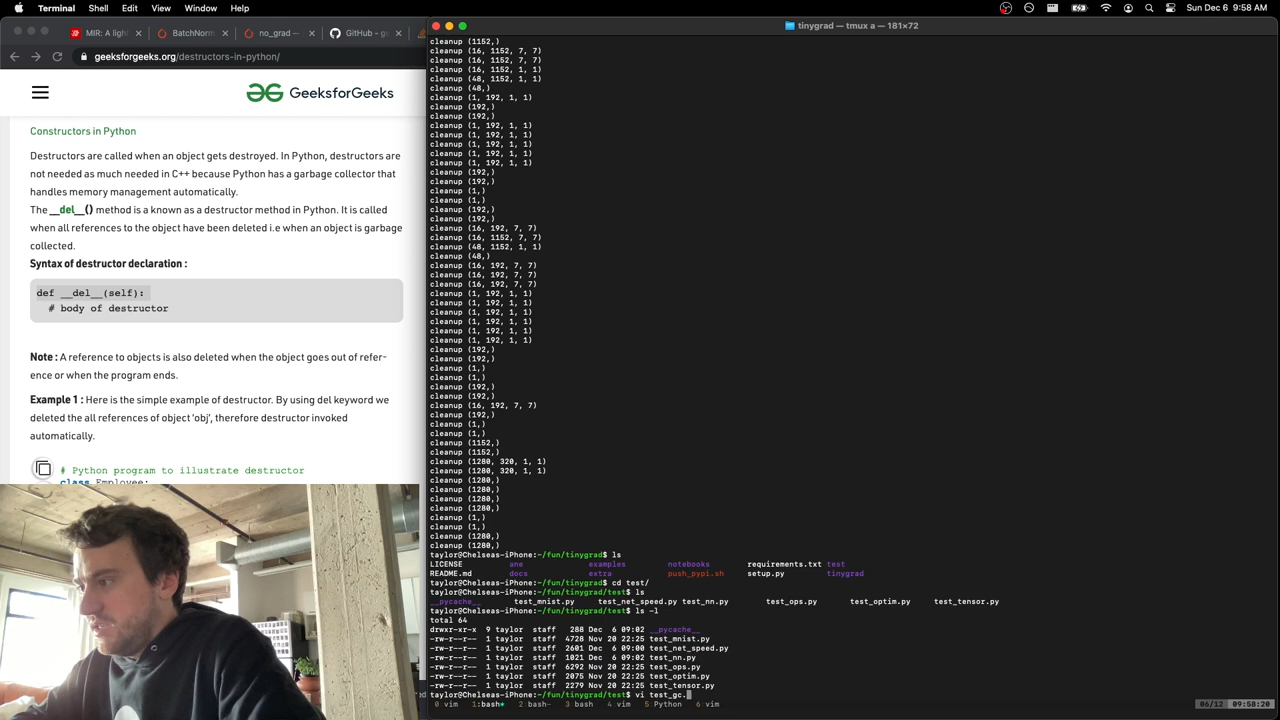 Terminal Shell Edit View Window Help
Sun Dec 6 9:58 AM
MIR: A ligh
BatchNorm
no_grad —
GitHub - ge
geeksforgeeks.org/destructors-in-python/
GeeksforGeeks
Constructors in Python
Destructors are called when an object gets destroyed. In Python, destructors are
not needed as much needed in C++ because Python has a garbage collector that
handles memory management automatically.
The __del__() method is a known as a destructor method in Python. It is called
when all references to the object have been deleted i.e when an object is garbage
collected.
Syntax of destructor declaration :
def __del__(self):
# body of destructor
Note : A reference to objects is also deleted when the object goes out of refer-
ence or when the program ends.
Example 1 : Here is the simple example of destructor. By using del keyword we
deleted the all references of object 'obj', therefore destructor invoked
automatically.
# Python program to illustrate destructor
class Employee:
tinygrad — tmux a — 181×72
cleanup (1152,)
cleanup (16, 1152, 7, 7)
cleanup (16, 1152, 7, 7)
cleanup (16, 1152, 1, 1)
cleanup (48, 1152, 1, 1)
cleanup (48,)
cleanup (1, 192, 1, 1)
cleanup (192,)
cleanup (192,)
cleanup (1, 192, 1, 1)
cleanup (1, 192, 1, 1)
cleanup (1, 192, 1, 1)
cleanup (1, 192, 1, 1)
cleanup (1, 192, 1, 1)
cleanup (192,)
cleanup (192,)
cleanup (1,)
cleanup (1,)
cleanup (192,)
cleanup (192,)
cleanup (16, 192, 7, 7)
cleanup (16, 1152, 7, 7)
cleanup (48, 1152, 1, 1)
cleanup (48,)
cleanup (16, 192, 7, 7)
cleanup (16, 192, 7, 7)
cleanup (16, 192, 7, 7)
cleanup (1, 192, 1, 1)
cleanup (1, 192, 1, 1)
cleanup (1, 192, 1, 1)
cleanup (1, 192, 1, 1)
cleanup (1, 192, 1, 1)
cleanup (1, 192, 1, 1)
cleanup (192,)
cleanup (192,)
cleanup (1,)
cleanup (1,)
cleanup (192,)
cleanup (192,)
cleanup (16, 192, 7, 7)
cleanup (192,)
cleanup (1,)
cleanup (1,)
cleanup (1152,)
cleanup (1152,)
cleanup (1280, 320, 1, 1)
cleanup (1280, 320, 1, 1)
cleanup (1280,)
cleanup (1280,)
cleanup (1280,)
cleanup (1280,)
cleanup (1,)
cleanup (1,)
cleanup (1280,)
cleanup (1280,)
taylor@Chelseas-iPhone:~/fun/tinygrad$ ls
LICENSE ane examples notebooks requirements.txt test
README.md docs extra push_pypi.sh setup.py tinygrad
taylor@Chelseas-iPhone:~/fun/tinygrad$ cd test/
taylor@Chelseas-iPhone:~/fun/tinygrad/test$ ls
__pycache__ test_mnist.py test_net_speed.py test_nn.py test_ops.py test_optim.py test_tensor.py
taylor@Chelseas-iPhone:~/fun/tinygrad/test$ ls -l
total 64
drwxr-xr-x 9 taylor staff 288 Dec 6 09:02 __pycache__
-rw-r--r-- 1 taylor staff 4728 Nov 20 22:25 test_mnist.py
-rw-r--r-- 1 taylor staff 2601 Dec 6 09:00 test_net_speed.py
-rw-r--r-- 1 taylor staff 1021 Dec 6 09:02 test_nn.py
-rw-r--r-- 1 taylor staff 6292 Nov 20 22:25 test_ops.py
-rw-r--r-- 1 taylor staff 2075 Nov 20 22:25 test_optim.py
-rw-r--r-- 1 taylor staff 2279 Nov 20 22:25 test_tensor.py
taylor@Chelseas-iPhone:~/fun/tinygrad/test$ vi test_gc.
0 vim 1:bash* 2 bash- 3 bash 4 vim 5 Python 6 vim
06/12 09:58:20